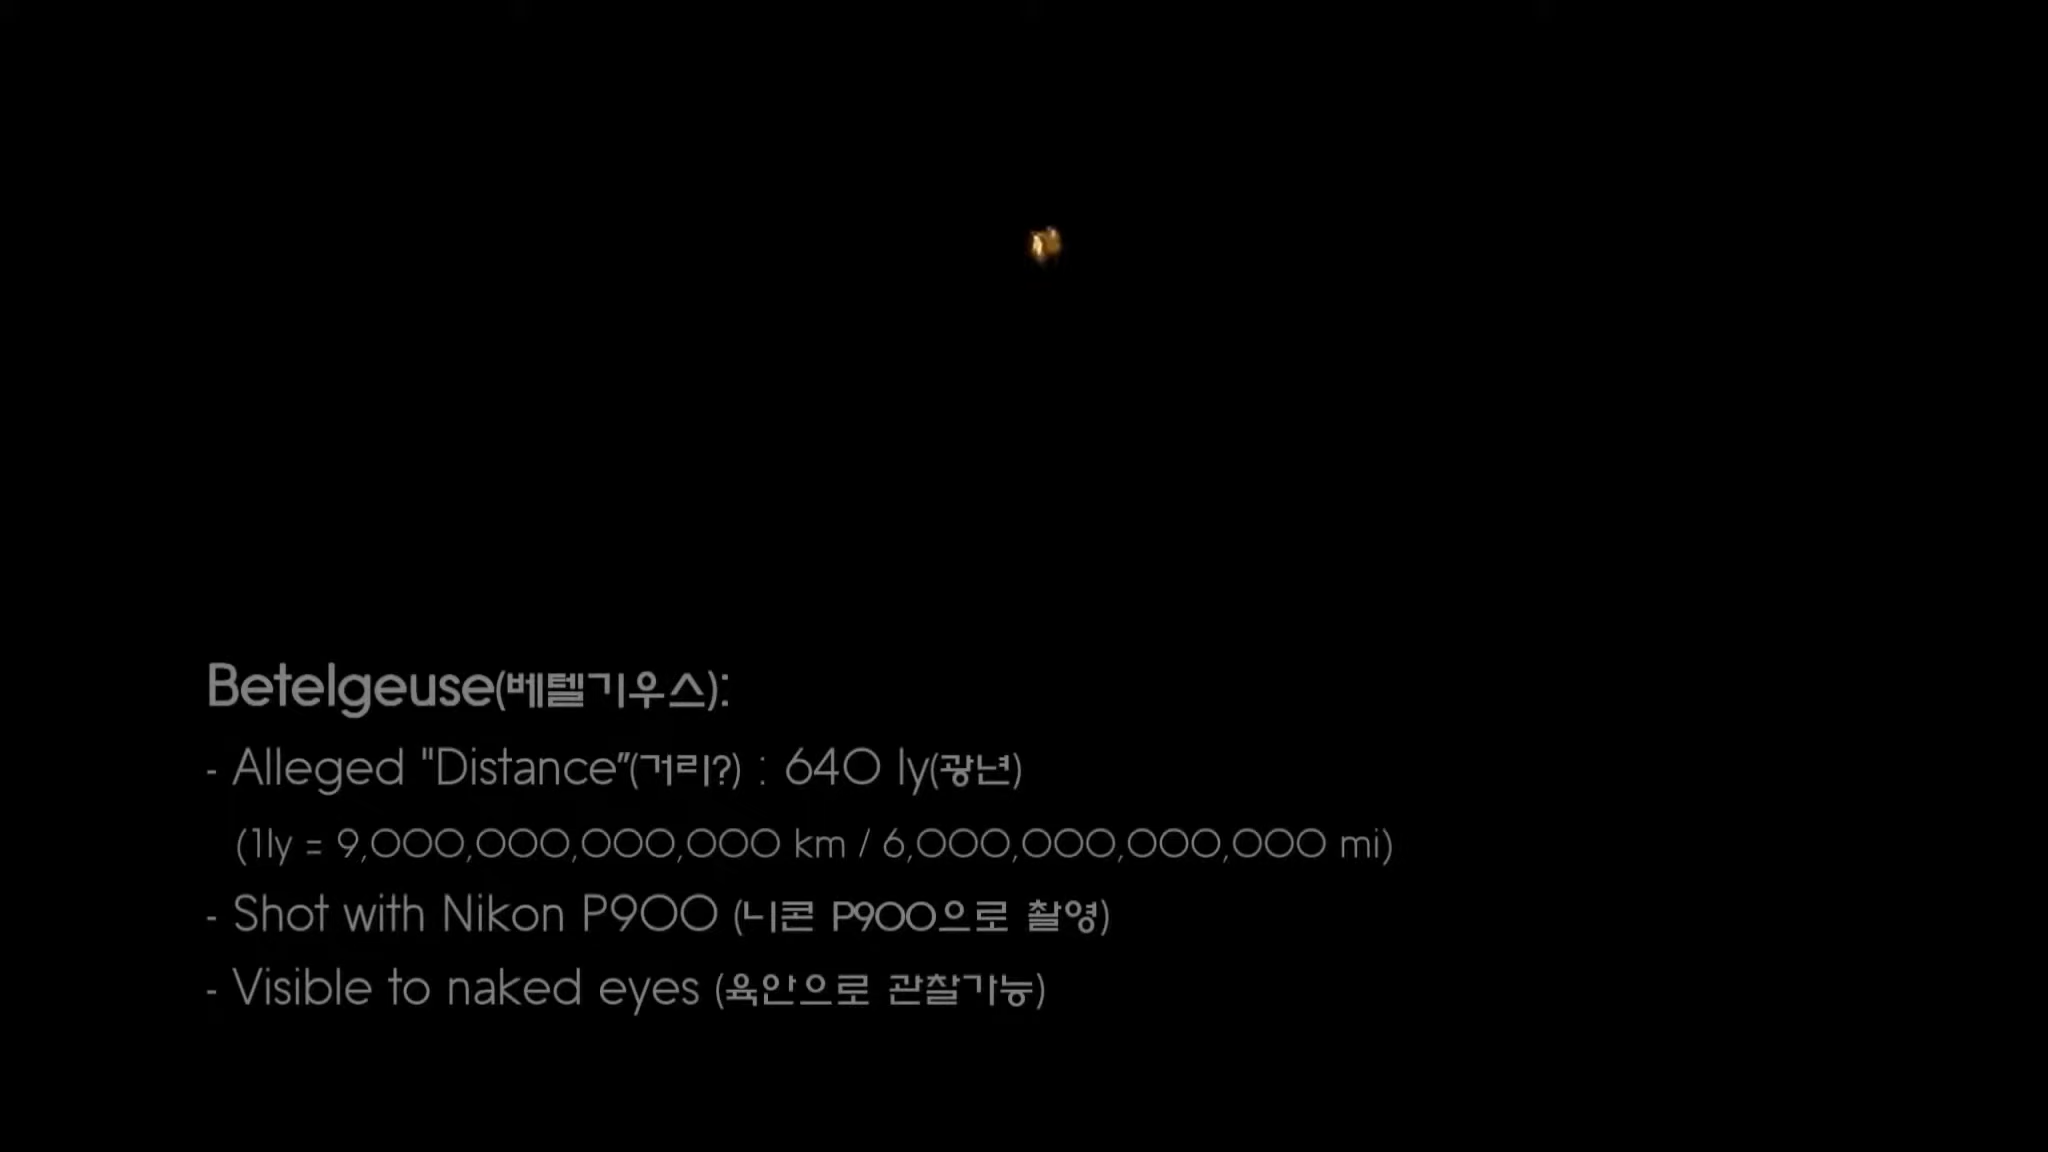 Betelgeuse(베텔기우스):
- Alleged "Distance"(거리?) : 640 ly(광년)
(1ly = 9,000,000,000,000 km / 6,000,000,000,000 mi)
- Shot with Nikon P900 (니콘 P900으로 촬영)
- Visible to naked eyes (육안으로 관찰가능)